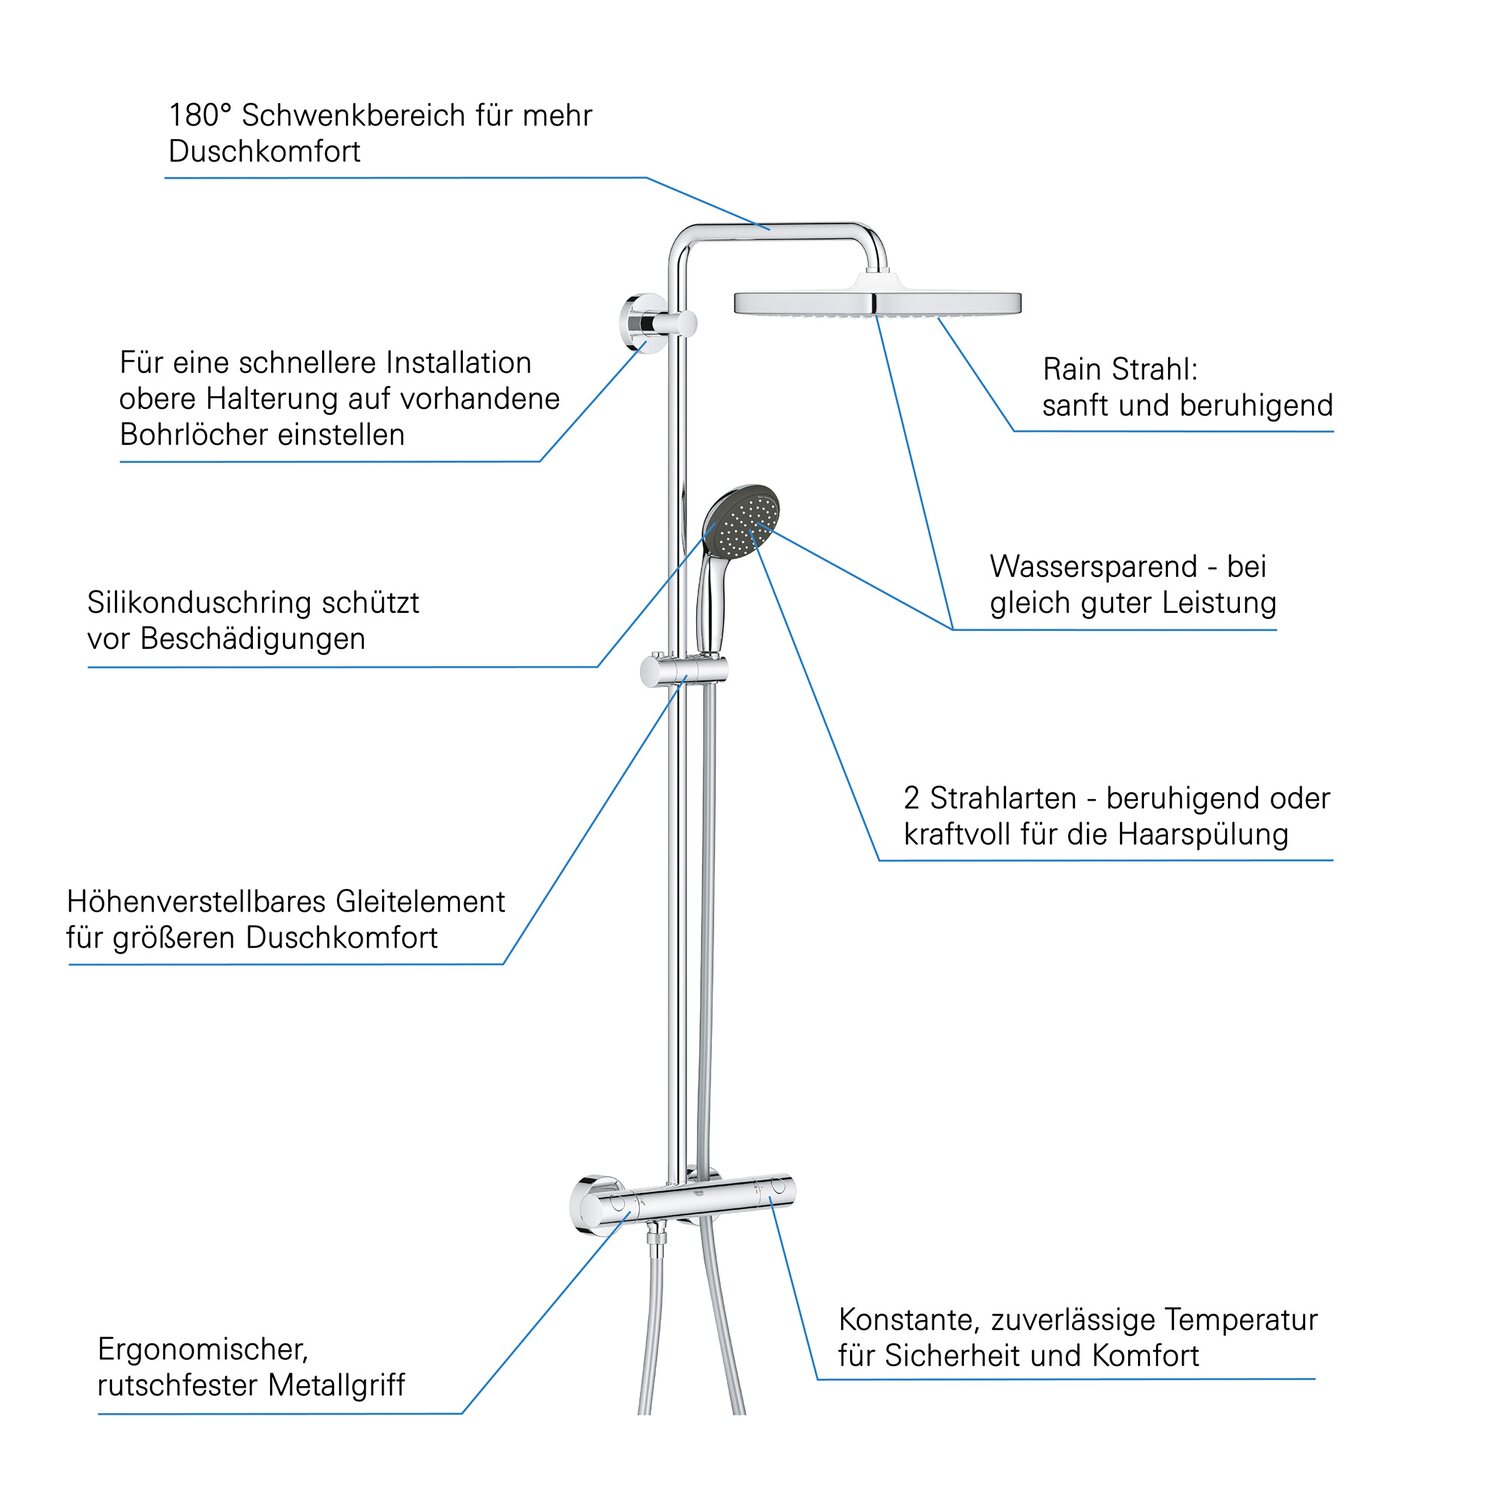 180° Schwenkbereich für mehr
Duschkomfort
Für eine schnellere Installation
obere Halterung auf vorhandene
Bohrlöcher einstellen
Rain Strahl:
sanft und beruhigend
Wassersparend - bei
gleich guter Leistung
Silikonduschring schützt
vor Beschädigungen
2 Strahlarten - beruhigend oder
kraftvoll für die Haarspülung
Höhenverstellbares Gleitelement
für größeren Duschkomfort
Konstante, zuverlässige Temperatur
für Sicherheit und Komfort
Ergonomischer,
rutschfester Metallgriff